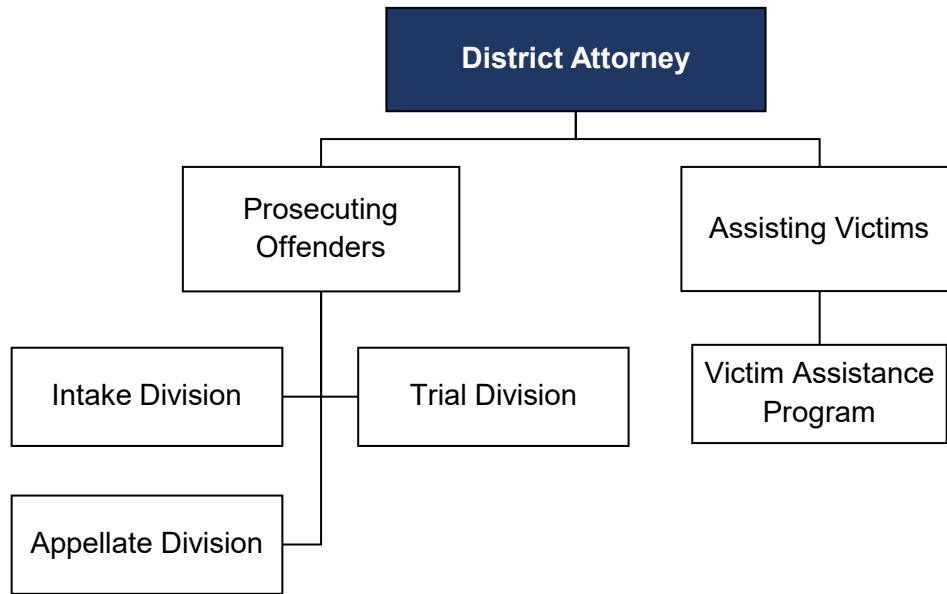 District Attorney
Prosecuting
Offenders
Assisting Victims
Intake Division
Trial Division
Victim Assistance
Program
Appellate Division